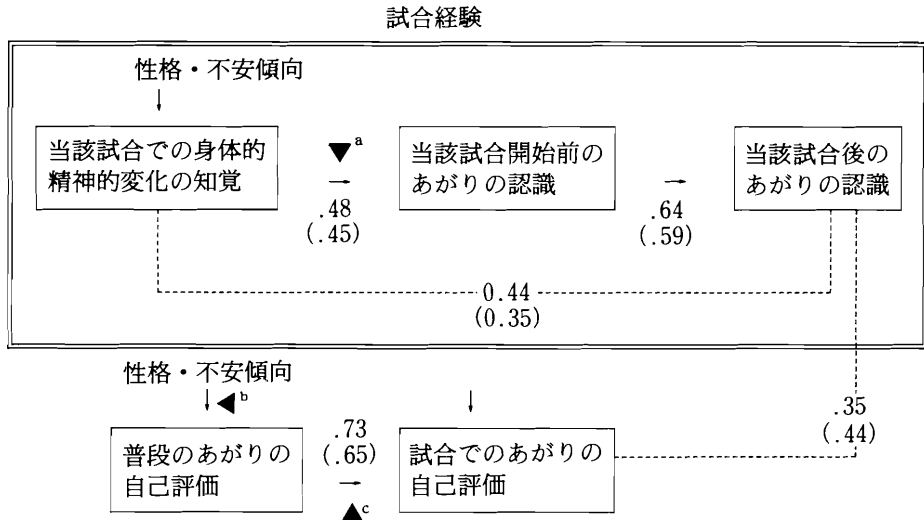 試合経験
性格・不安傾向
↓
当該試合での身体的
精神的変化の知覚
▼a
→
.48
(.45)
当該試合開始前の
あがりの認識
→
.64
(.59)
当該試合後の
あがりの認識
0.44
(0.35)
性格・不安傾向
↓ ◀b
↓
普段のあがりの
自己評価
.73
(.65)
→
▲c
試合でのあがりの
自己評価
.35
(.44)